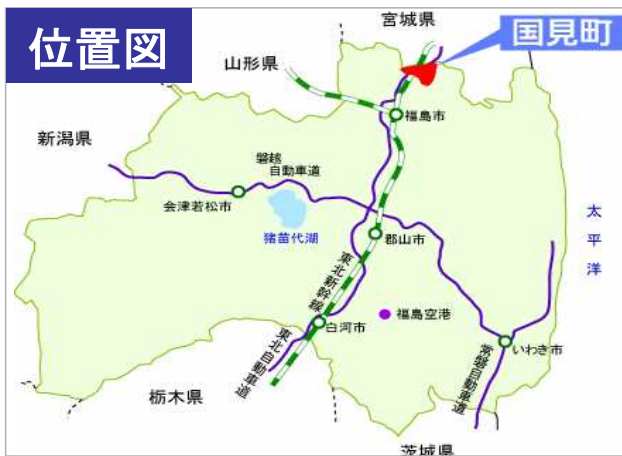 位置図
宮城県
国見町
山形県
福島市
新潟県
磐越
自動車道
会津若松市
猪苗代湖
郡山市
太平洋
東北新幹線
福島空港
白河市
東北自動車道
いわき市
常磐自動車道
栃木県
茨城県